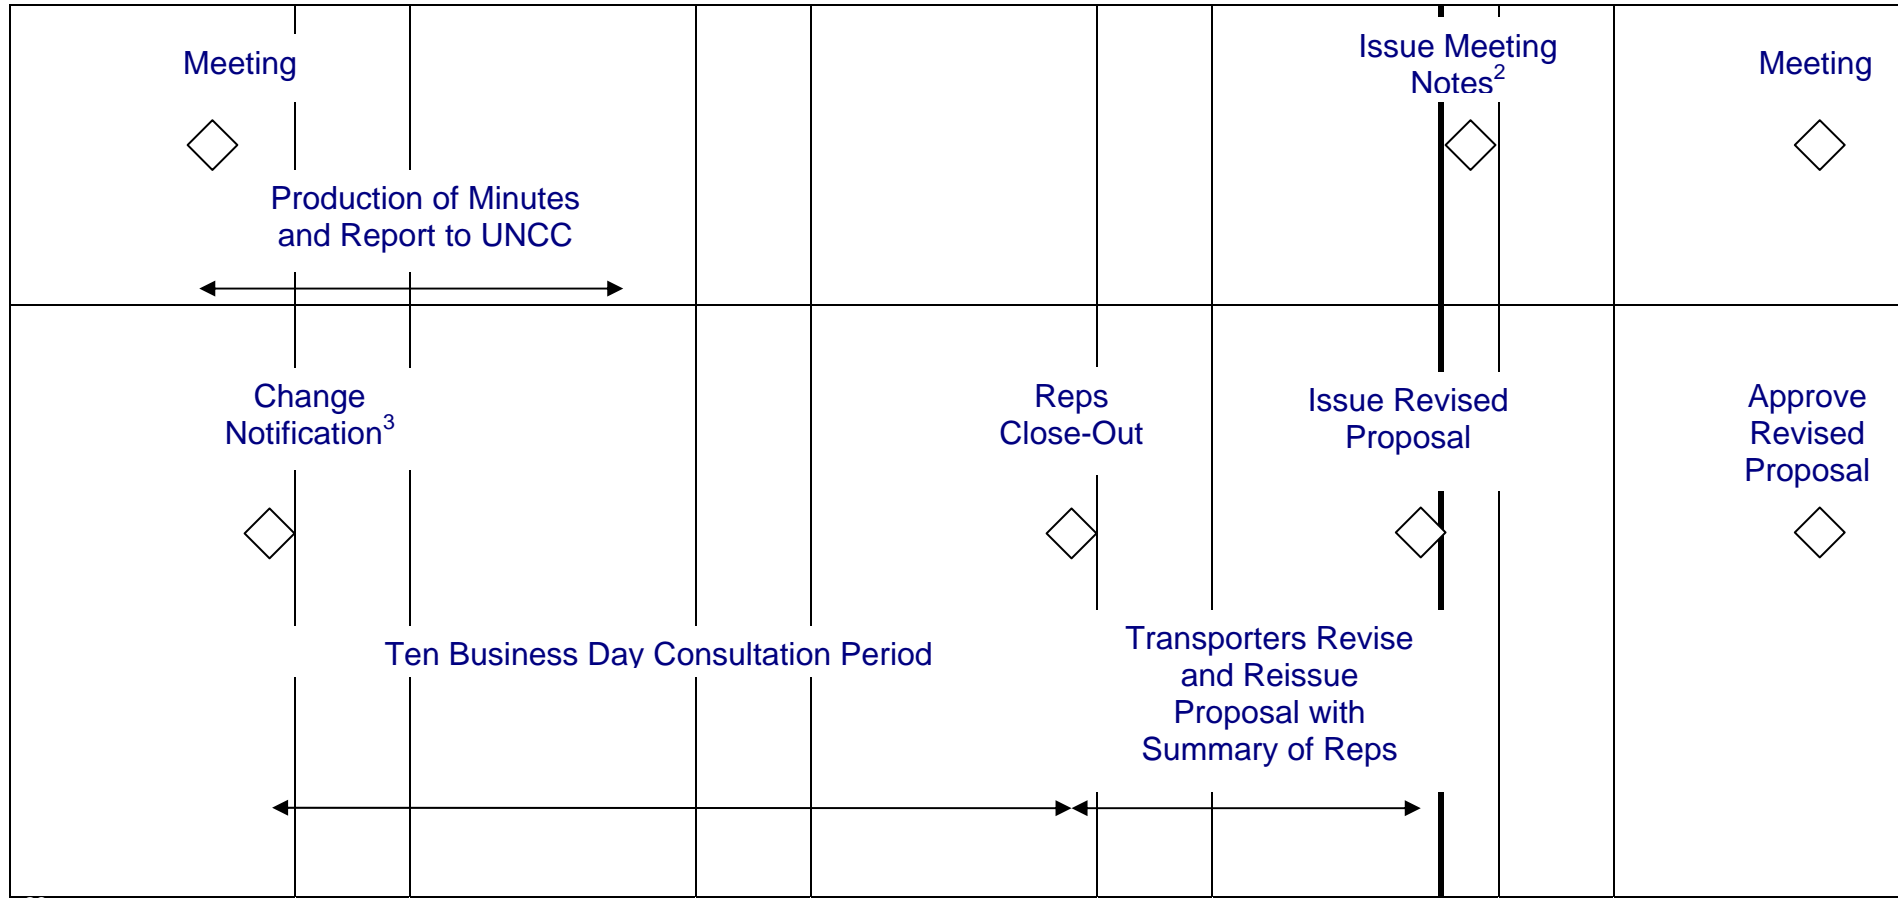 Meeting
Issue Meeting
Notes²
Meeting
Production of Minutes
and Report to UNCC
Change
Notification³
Reps
Close-Out
Issue Revised
Proposal
Approve
Revised
Proposal
Ten Business Day Consultation Period
Transporters Revise
and Reissue
Proposal with
Summary of Reps